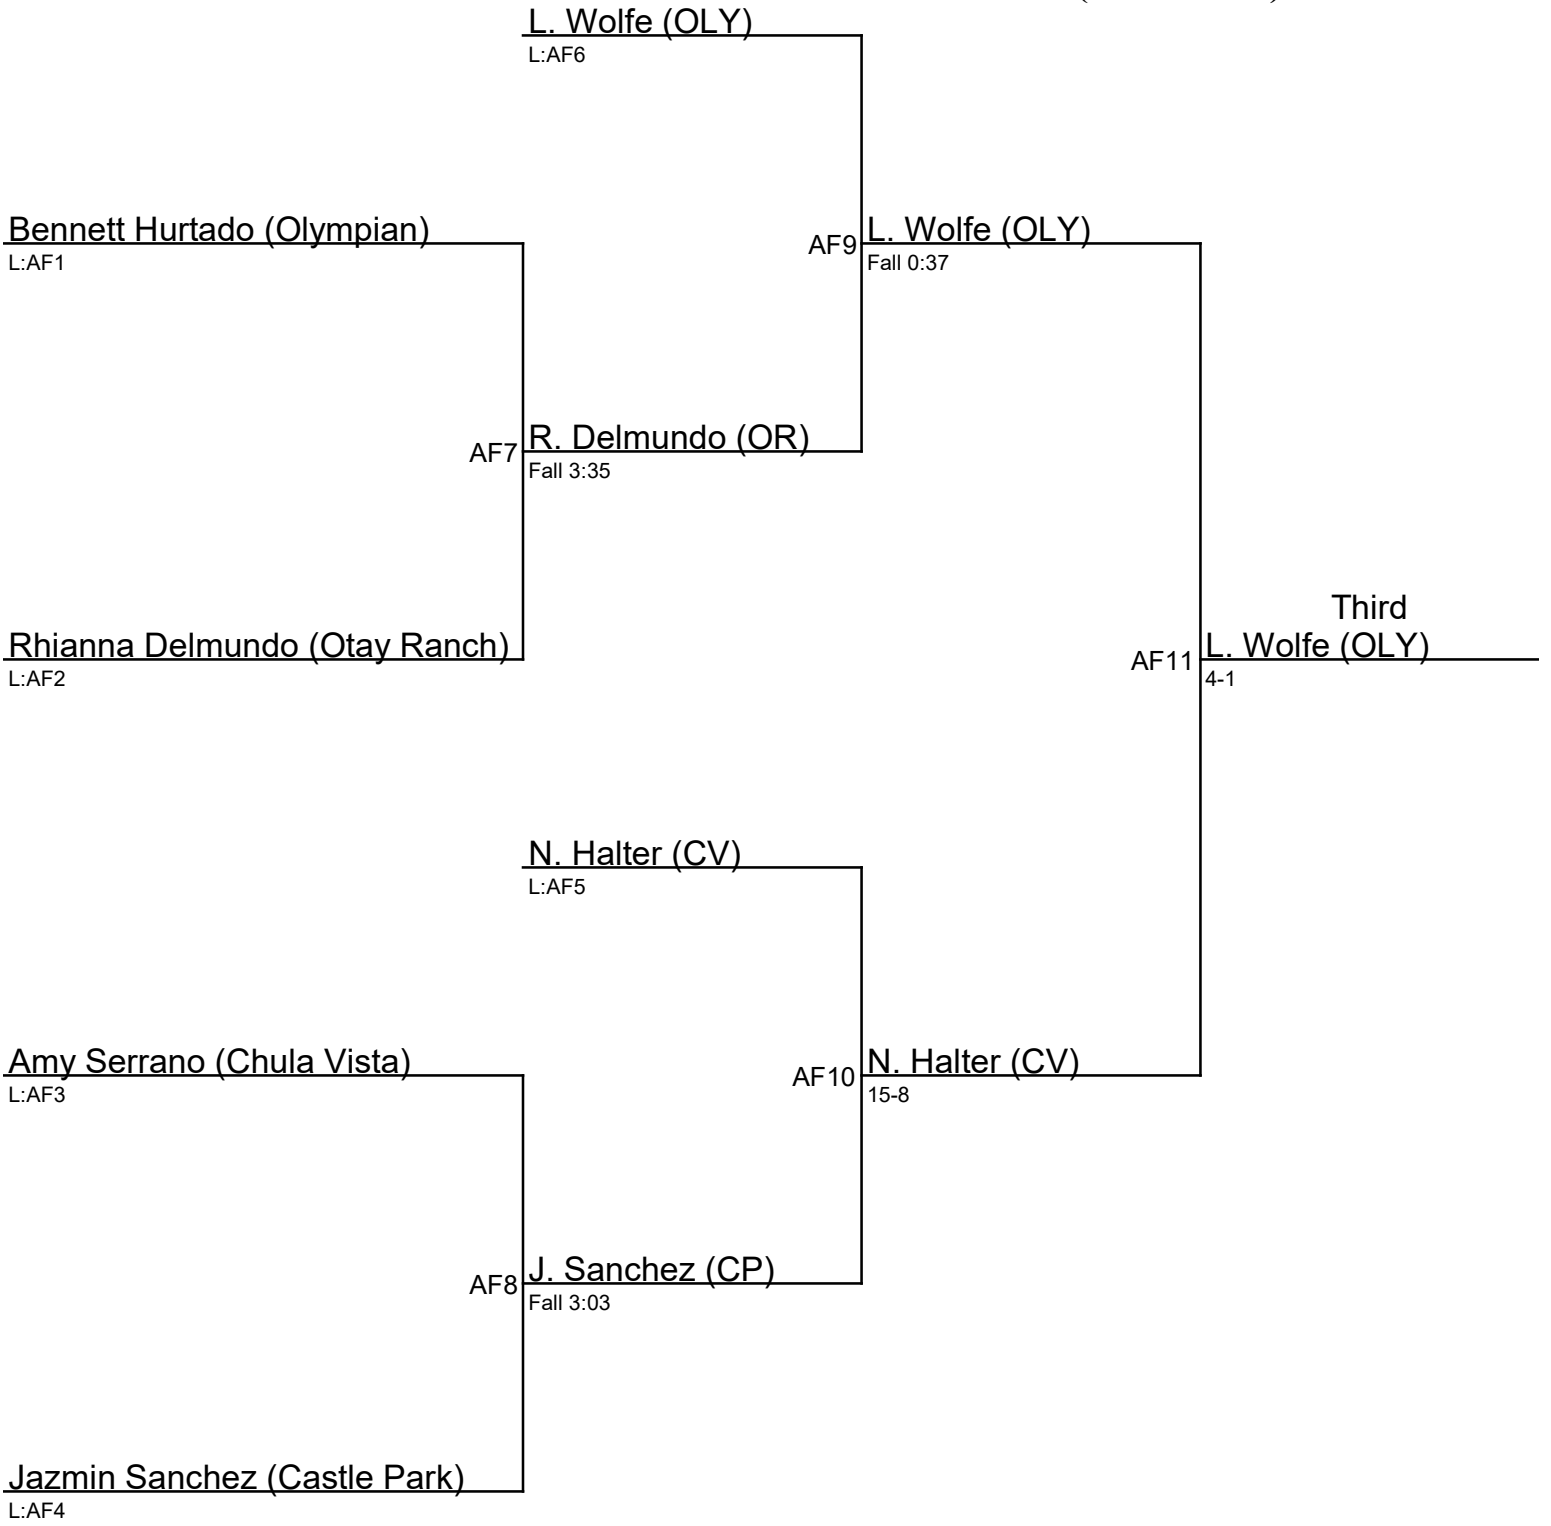 L. Wolfe (OLY)
L:AF6
Bennett Hurtado (Olympian)
L:AF1
AF9
L. Wolfe (OLY)
Fall 0:37
AF7
R. Delmundo (OR)
Fall 3:35
Rhianna Delmundo (Otay Ranch)
L:AF2
Third
AF11
L. Wolfe (OLY)
4-1
N. Halter (CV)
L:AF5
Amy Serrano (Chula Vista)
L:AF3
AF10
N. Halter (CV)
15-8
AF8
J. Sanchez (CP)
Fall 3:03
Jazmin Sanchez (Castle Park)
L:AF4